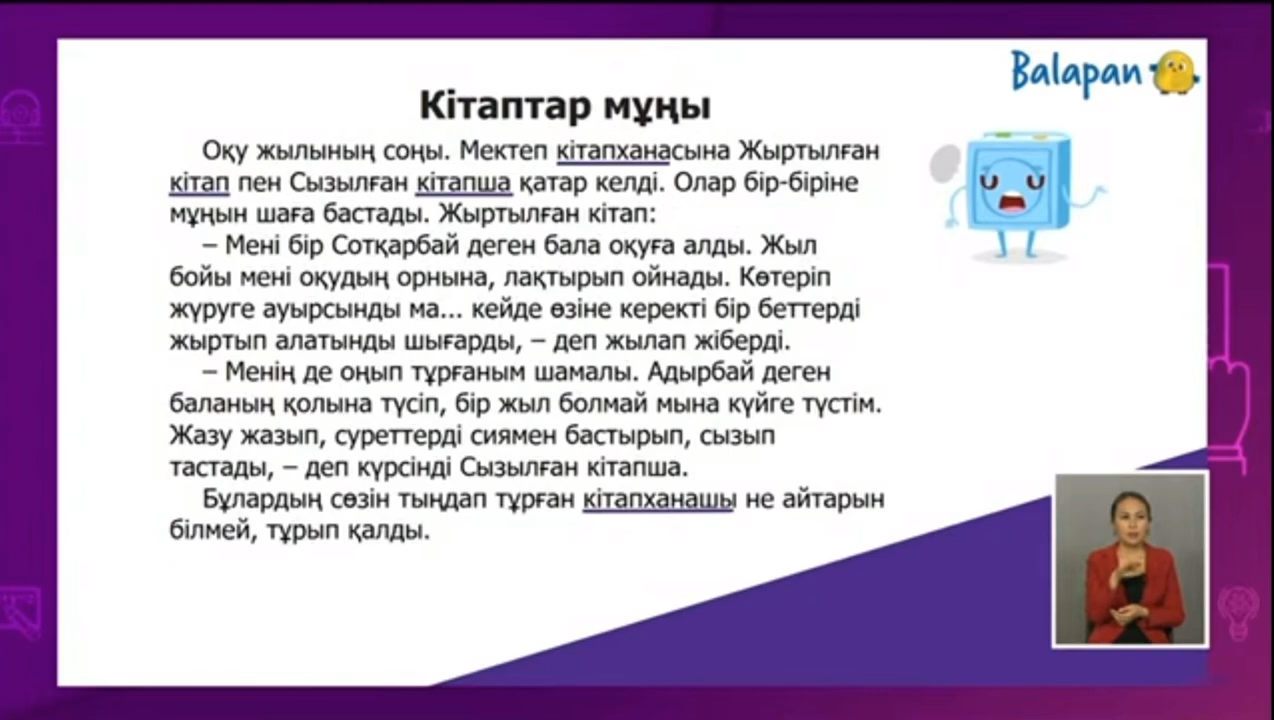 Balapan
Кітаптар мұңы
Оқу жылының соңы. Мектеп кітапханасына Жыртылған
кітап пен Сызылған кітапша қатар келді. Олар бір-біріне
мұңын шаға бастады. Жыртылған кітап:
– Мені бір Сотқарбай деген бала оқуға алды. Жыл
бойы мені оқудың орнына, лақтырып ойнады. Көтеріп
жүруге ауырсынды ма... кейде өзіне керекті бір беттерді
жыртып алатынды шығарды, – деп жылап жіберді.
– Менің де оңып тұрғаным шамалы. Адырбай деген
баланың қолына түсіп, бір жыл болмай мына күйге түстім.
Жазу жазып, суреттерді сиямен бастырып, сызып
тастады, – деп күрсінді Сызылған кітапша.
Бұлардың сөзін тыңдап тұрған кітапханашы не айтарын
білмей, тұрып қалды.